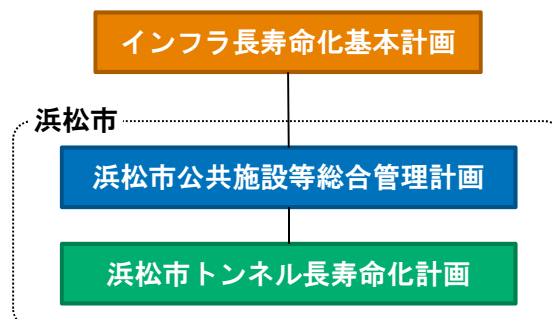 インフラ長寿命化基本計画
浜松市
浜松市公共施設等総合管理計画
浜松市トンネル長寿命化計画